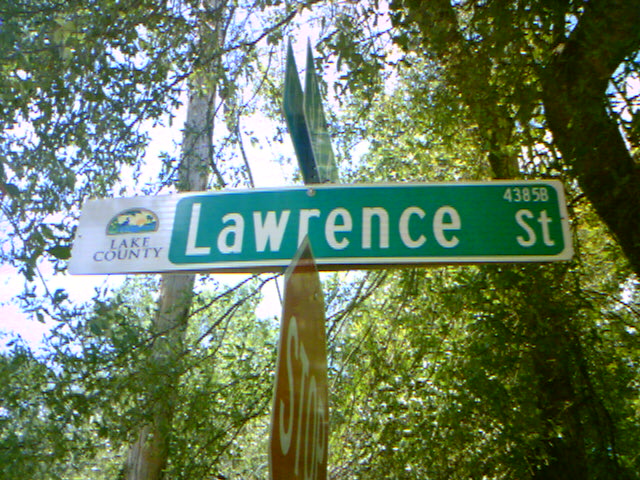 LAKE
COUNTY
Lawrence St
4385B
STOP